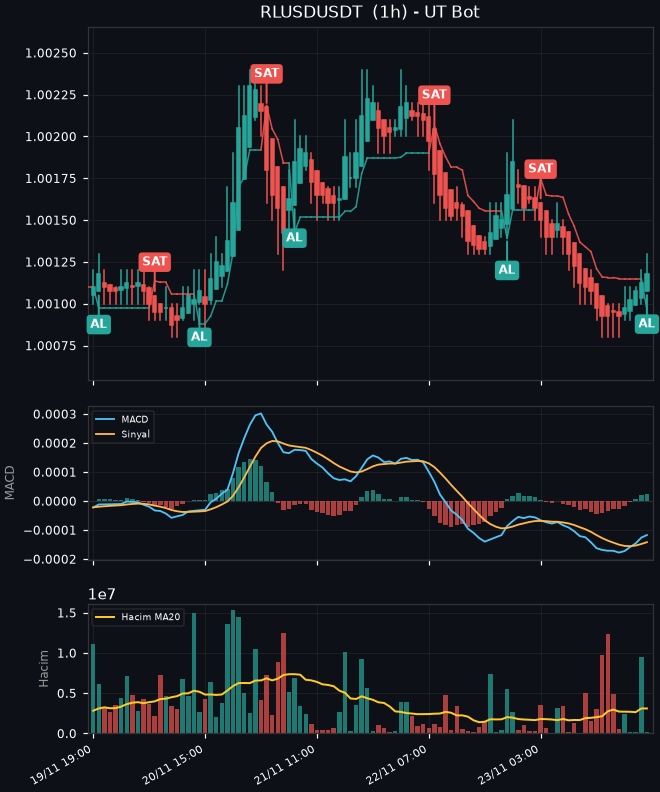 RLUSDUSDT (1h) - UT Bot
1.00250
1.00225
1.00200
1.00175
1.00150
1.00125
1.00100
1.00075
SAT
SAT
SAT
SAT
AL
AL
AL
AL
AL
MACD
0.0003
0.0002
0.0001
0.0000
−0.0001
−0.0002
MACD
Sinyal
1e7
Hacim
1.5
1.0
0.5
0.0
Hacim MA20
19/11 19:00
20/11 15:00
21/11 11:00
22/11 07:00
23/11 03:00